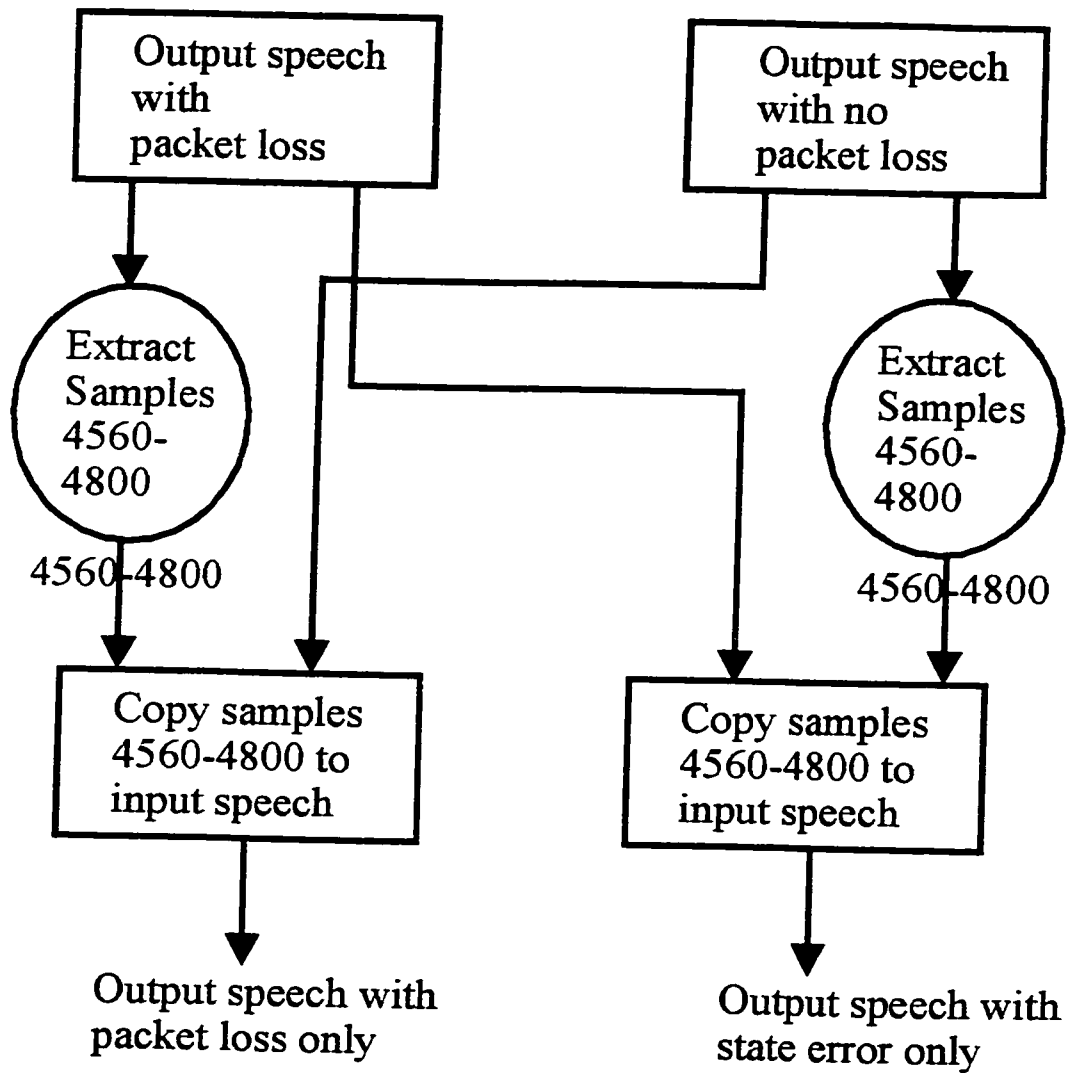 Output speech
with
packet loss
Output speech
with no
packet loss
Extract
Samples
4560-
4800
Extract
Samples
4560-
4800
4560-4800
4560-4800
Copy samples
4560-4800 to
input speech
Copy samples
4560-4800 to
input speech
Output speech with
packet loss only
Output speech with
state error only